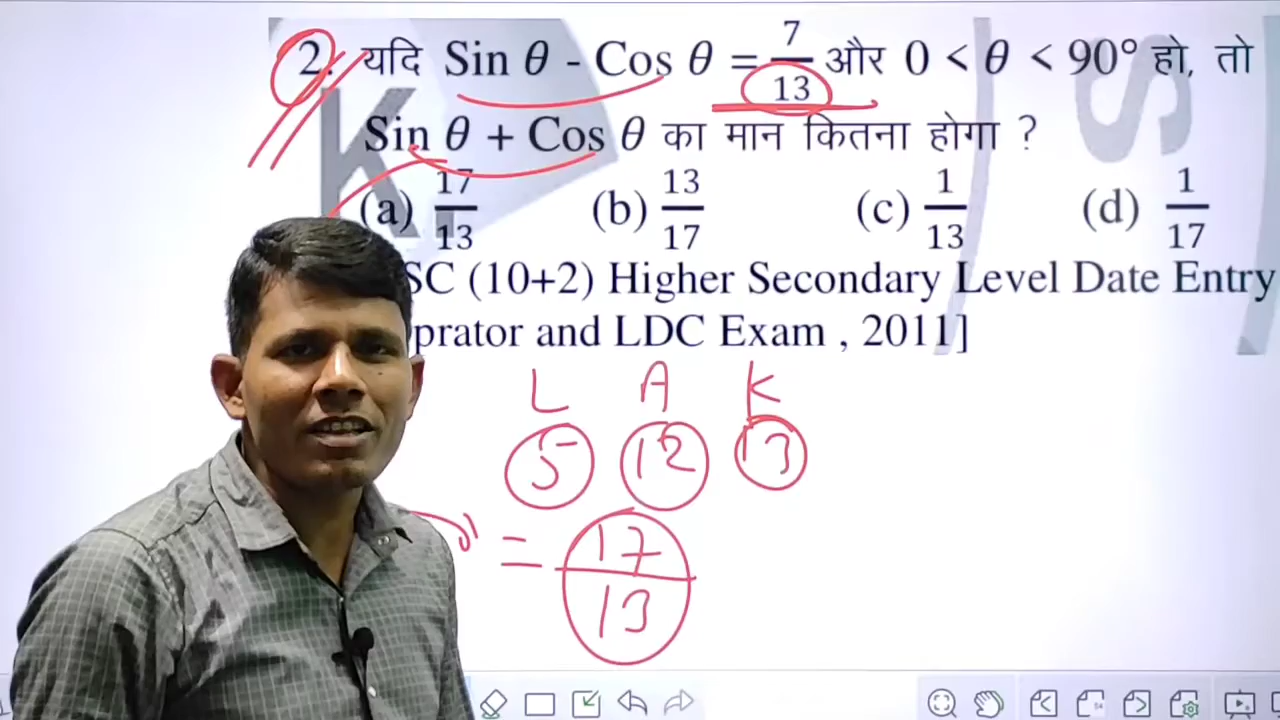 2. यदि Sin θ - Cos θ = 7/13 और 0 < θ < 90° हो, तो
Sin θ + Cos θ का मान कितना होगा ?
(a) 17/13 (b) 13/17 (c) 1/13 (d) 1/17
SC (10+2) Higher Secondary Level Date Entry
prator and LDC Exam , 2011]
L A K
5 12 13
= 17/13